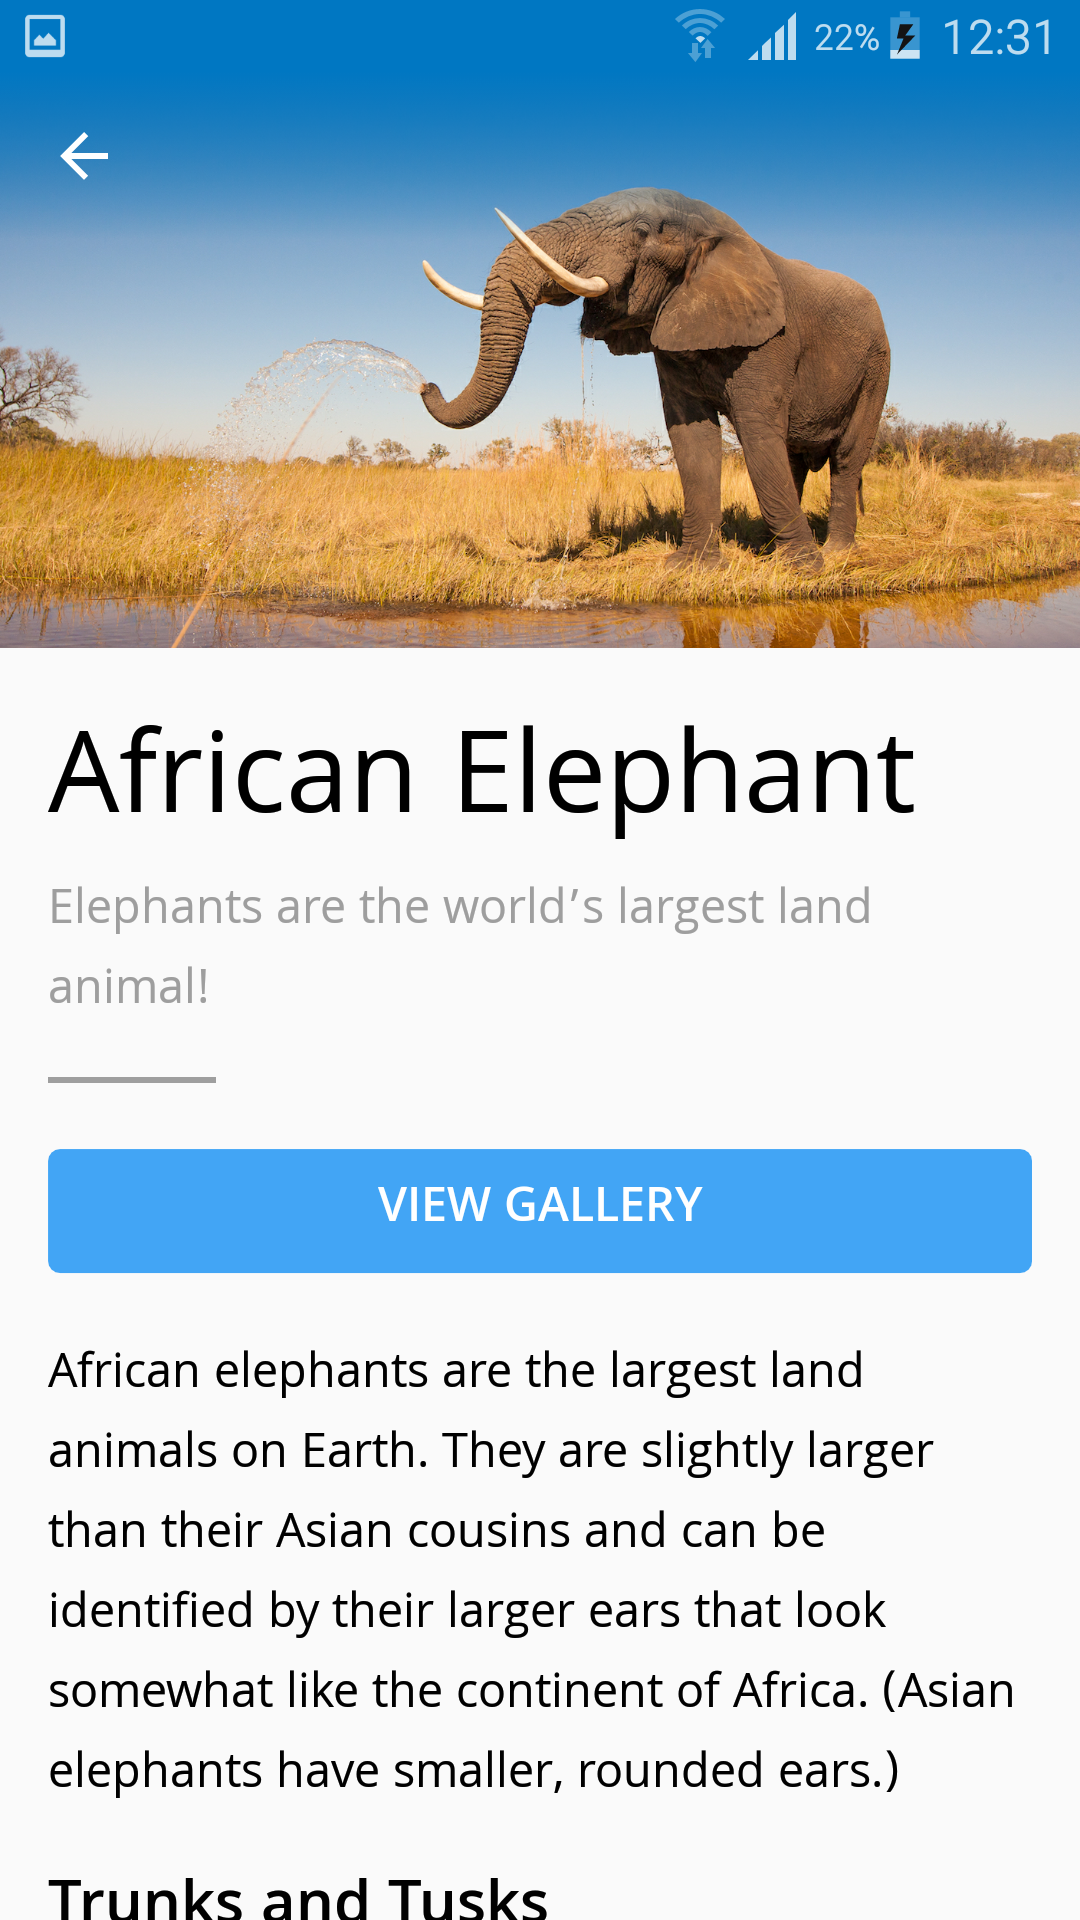 22% 12:31
African Elephant
Elephants are the world’s largest land
animal!
VIEW GALLERY
African elephants are the largest land
animals on Earth. They are slightly larger
than their Asian cousins and can be
identified by their larger ears that look
somewhat like the continent of Africa. (Asian
elephants have smaller, rounded ears.)
Trunks and Tusks